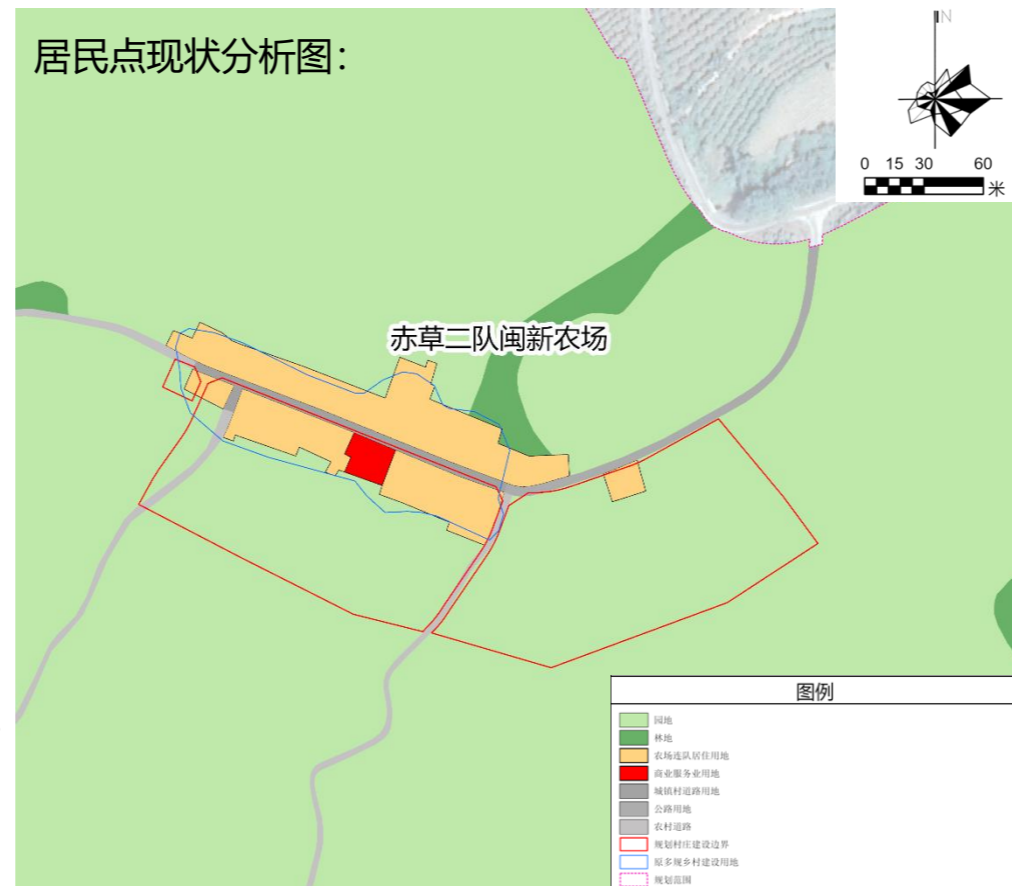 居民点现状分析图：
N
0 15 30 60
米
赤草二队闽新农场
图例
园地
林地
农场连队居住用地
商业服务业用地
城镇村道路用地
公路用地
农村道路
规划村庄建设边界
原多规乡村建设用地
规划范围